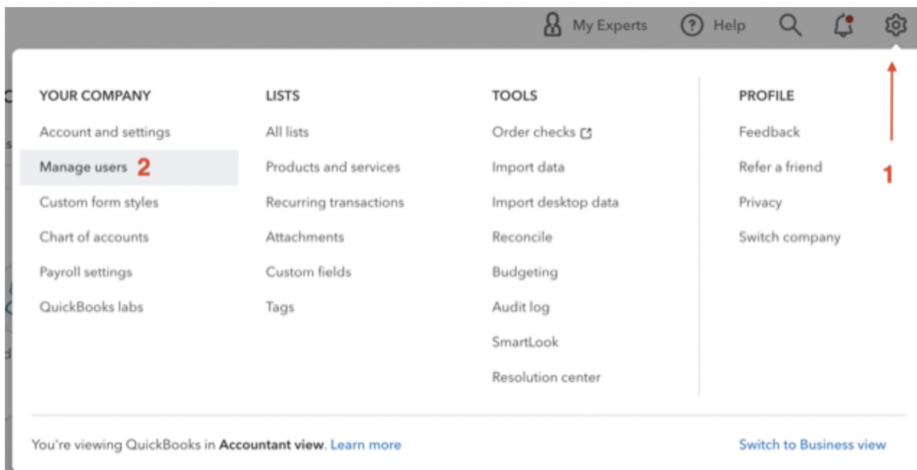 My Experts
Help
YOUR COMPANY
Account and settings
Manage users 2
Custom form styles
Chart of accounts
Payroll settings
QuickBooks labs
LISTS
All lists
Products and services
Recurring transactions
Attachments
Custom fields
Tags
TOOLS
Order checks
Import data
Import desktop data
Reconcile
Budgeting
Audit log
SmartLook
Resolution center
PROFILE
Feedback
Refer a friend
Privacy
Switch company
1
You're viewing QuickBooks in Accountant view. Learn more
Switch to Business view